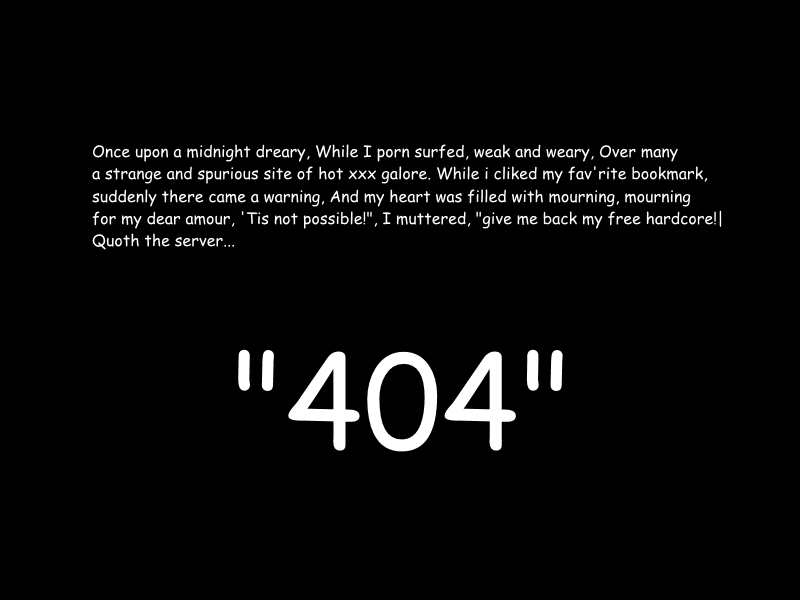 Once upon a midnight dreary, While I porn surfed, weak and weary, Over many
a strange and spurious site of hot xxx galore. While i cliked my fav'rite bookmark,
suddenly there came a warning, And my heart was filled with mourning, mourning
for my dear amour, 'Tis not possible!", I muttered, "give me back my free hardcore!|
Quoth the server...
"404"